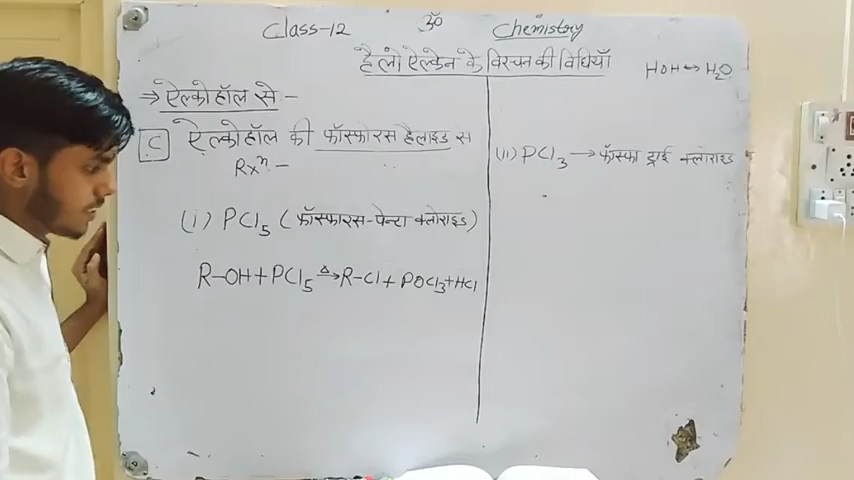 Class-12 ॐ Chemistry
हैलो ऐल्केन के विरचन की विधियाँ
HOH ↔ H₂O
⇒ ऐल्कोहॉल से -
[C] ऐल्कोहॉल की फॉस्फोरस हैलाइड स
Rxⁿ -
(i) PCl₅ (फॉस्फारस-पेन्टा क्लोराइड)
R-OH + PCl₅ →Δ R-Cl + POCl₃ + HCl
(ii) PCl₃ → फॉस्फा ट्राई क्लोराइड